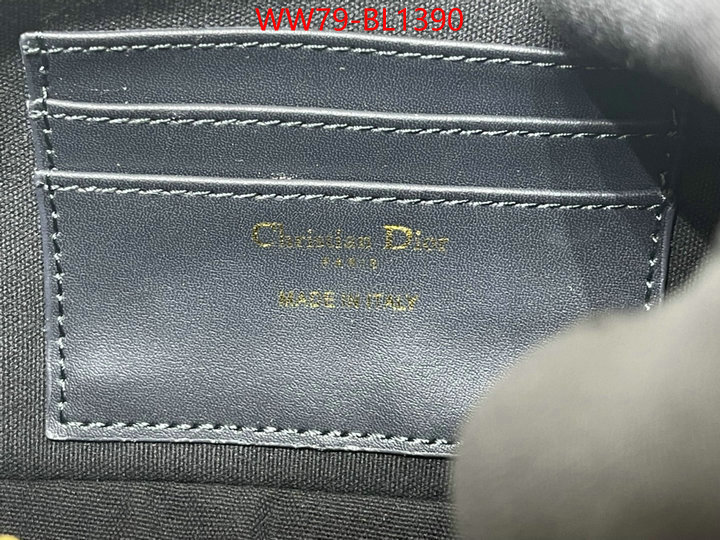 WW79-BL1390
Christian Dior
PARIS
MADE IN ITALY